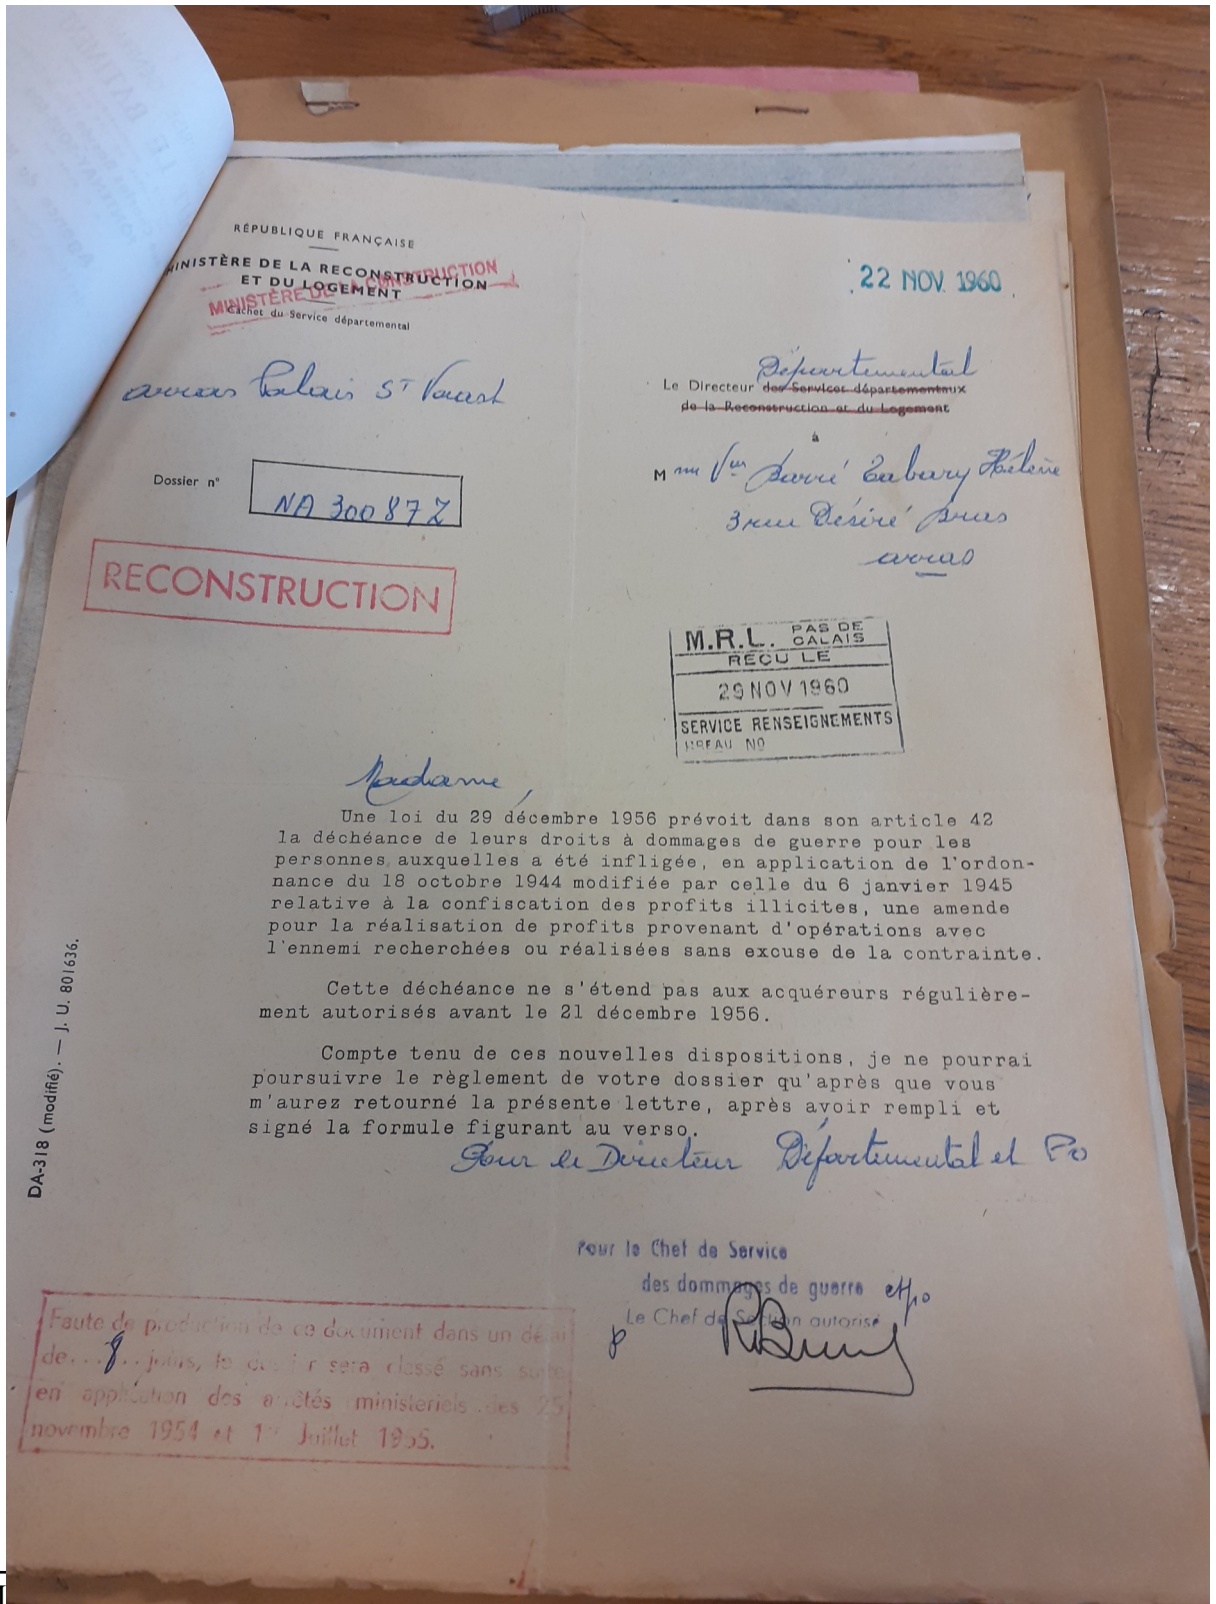 RÉPUBLIQUE FRANÇAISE
MINISTÈRE DE LA RECONSTRUCTION
ET DU LOGEMENT
MINISTÈRE DE LA CONSTRUCTION
Cachet du Service départemental
22 NOV. 1960
arras Palais St Vaast
Départemental
Le Directeur des Services départementaux
de la Reconstruction et du Logement
à
Dossier n°
NA 300 87 Z
Mme Vve Barré Tabary Hélène
3 rue Désiré Bras
arras
RECONSTRUCTION
M.R.L. PAS DE CALAIS
REÇU LE
29 NOV 1960
SERVICE RENSEIGNEMENTS
BUREAU NO
Madame,
Une loi du 29 décembre 1956 prévoit dans son article 42
la déchéance de leurs droits à dommages de guerre pour les
personnes auxquelles a été infligée, en application de l'ordon-
nance du 18 octobre 1944 modifiée par celle du 6 janvier 1945
relative à la confiscation des profits illicites, une amende
pour la réalisation de profits provenant d'opérations avec
l'ennemi recherchées ou réalisées sans excuse de la contrainte.
Cette déchéance ne s'étend pas aux acquéreurs régulière-
ment autorisés avant le 21 décembre 1956.
Compte tenu de ces nouvelles dispositions, je ne pourrai
poursuivre le règlement de votre dossier qu'après que vous
m'aurez retourné la présente lettre, après avoir rempli et
signé la formule figurant au verso.
Pour le Directeur Départemental et Po
Pour le Chef de Service
des dommages de guerre et po
Le Chef de Section autorisé
p
DA-318 (modifié). — J. U. 801636.
Faute de production de ce document dans un délai
de...8..jours, le dossier sera classé sans suite
en application des arrêtés ministeriels des 25
novembre 1954 et 1er Juillet 1955.